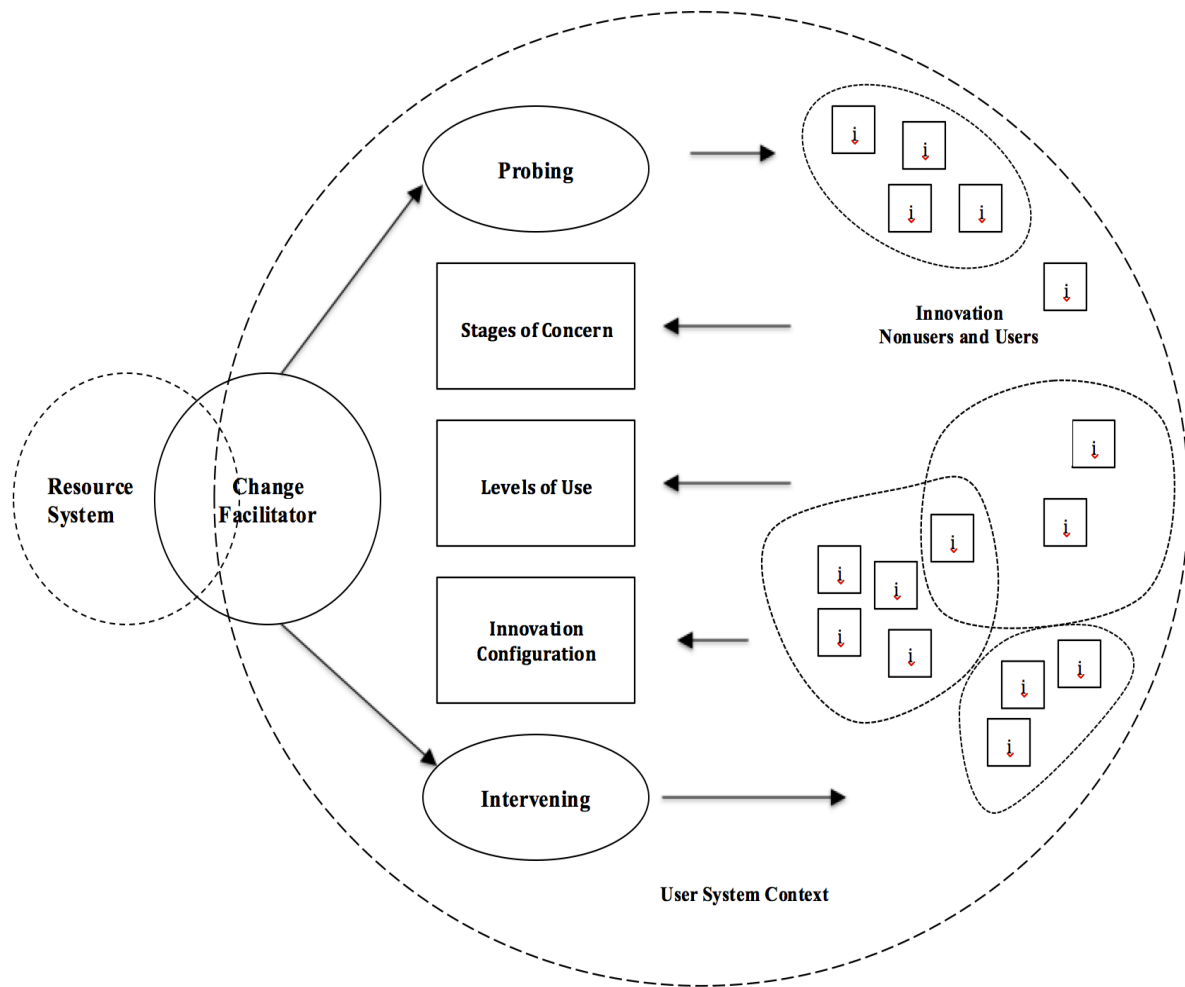 Probing
i
i
i
i
i
Stages of Concern
Innovation
Nonusers and Users
Resource
System
Change
Facilitator
Levels of Use
i
i
i
i
i
i
i
Innovation
Configuration
i
i
i
Intervening
User System Context